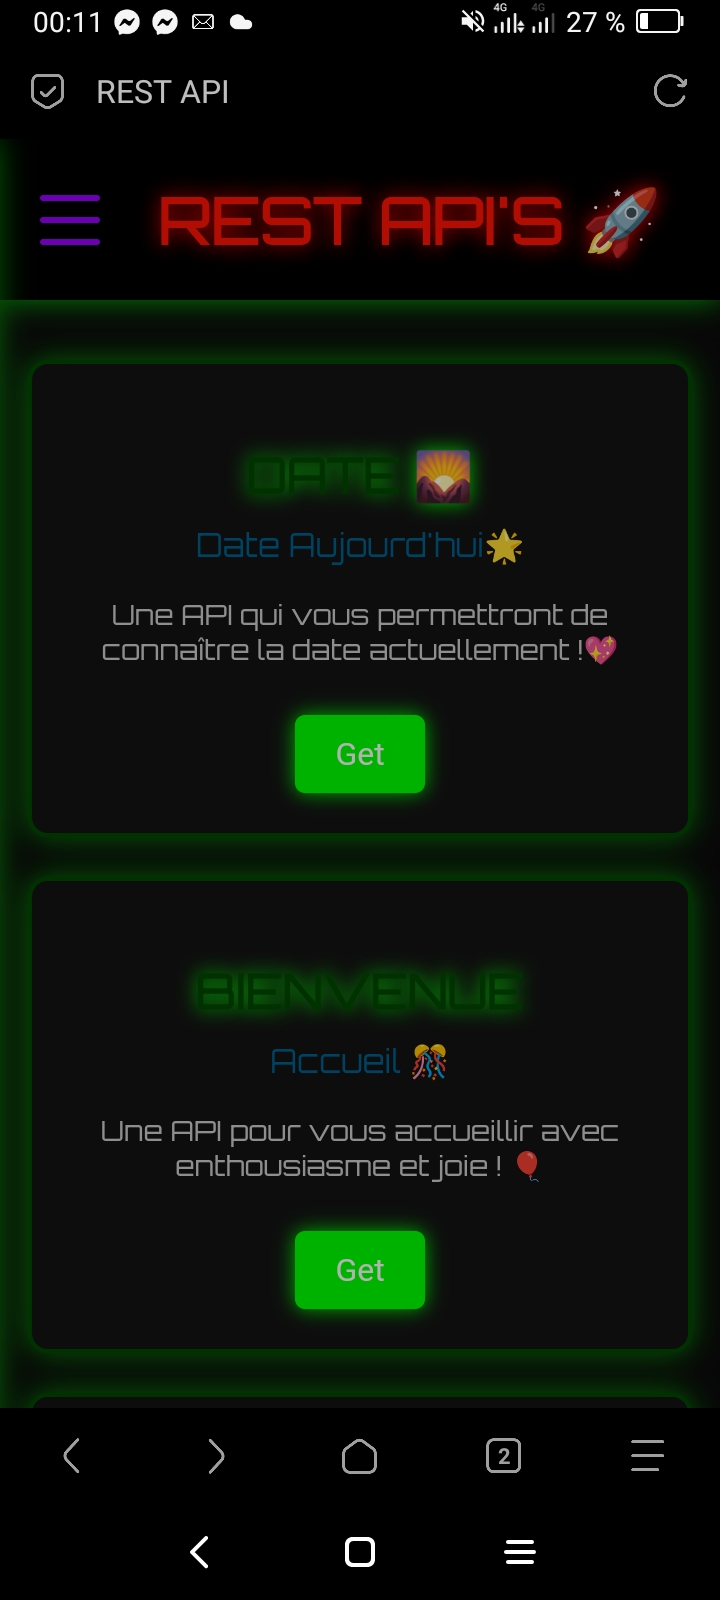 00:11 4G 4G 27 %
REST API
REST API'S 🚀
DATE 🌄
Date Aujourd'hui🌟
Une API qui vous permettront de
connaître la date actuellement !💖
Get
BIENVENUE
Accueil 🎊
Une API pour vous accueillir avec
enthousiasme et joie ! 🎈
Get
2